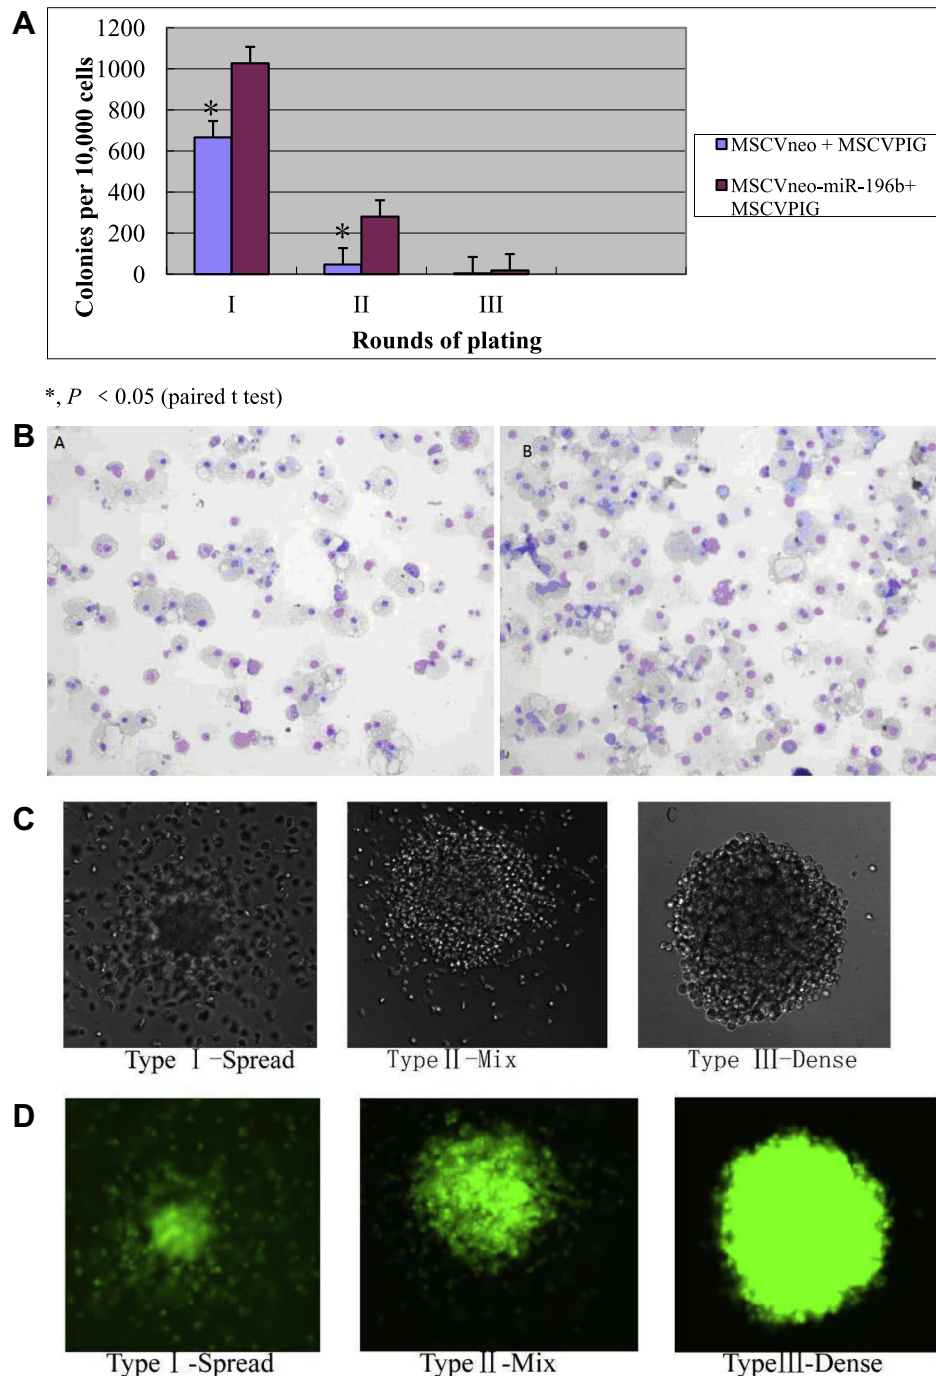 A
1200
1000
800
600
400
200
0
Colonies per 10,000 cells
*
*
I
II
III
Rounds of plating
MSCVneo + MSCVPIG
MSCVneo-miR-196b+
MSCVPIG
*, P < 0.05 (paired t test)
B
A
B
C
A
B
C
Type Ⅰ-Spread
Type Ⅱ-Mix
Type Ⅲ-Dense
D
Type Ⅰ-Spread
Type Ⅱ-Mix
TypeⅢ-Dense